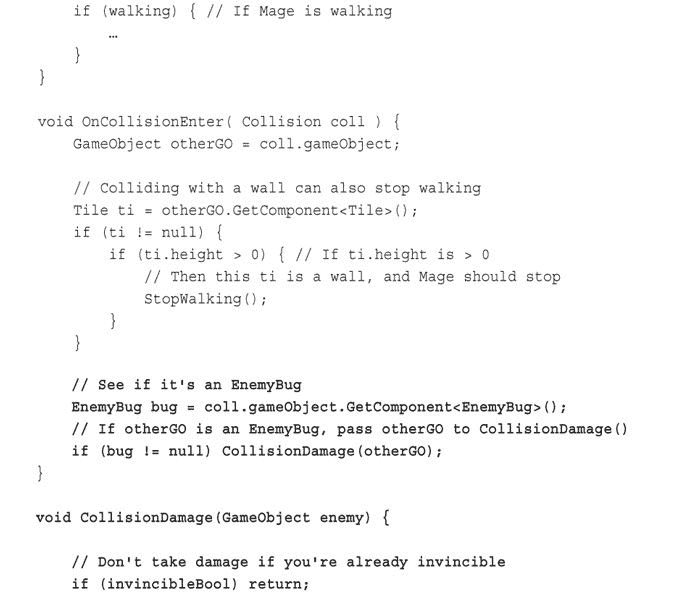 if (walking) { // If Mage is walking
…
}
}
void OnCollisionEnter( Collision coll ) {
GameObject otherGO = coll.gameObject;
// Colliding with a wall can also stop walking
Tile ti = otherGO.GetComponent<Tile>();
if (ti != null) {
if (ti.height > 0) { // If ti.height is > 0
// Then this ti is a wall, and Mage should stop
StopWalking();
}
}
// See if it's an EnemyBug
EnemyBug bug = coll.gameObject.GetComponent<EnemyBug>();
// If otherGO is an EnemyBug, pass otherGO to CollisionDamage()
if (bug != null) CollisionDamage(otherGO);
}
void CollisionDamage(GameObject enemy) {
// Don't take damage if you're already invincible
if (invincibleBool) return;